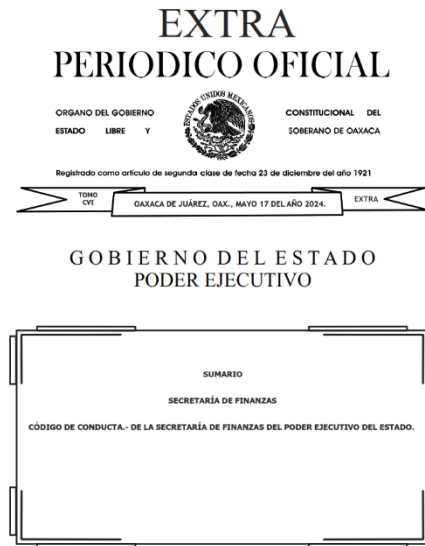 EXTRA
PERIODICO OFICIAL
ORGANO DEL GOBIERNO CONSTITUCIONAL DEL
ESTADO LIBRE Y SOBERANO DE OAXACA
ESTADOS UNIDOS MEXICANOS
Registrado como artículo de segunda clase de fecha 23 de diciembre del año 1921
TOMO
CVI
OAXACA DE JUÁREZ, OAX., MAYO 17 DEL AÑO 2024.
EXTRA
GOBIERNO DEL ESTADO
PODER EJECUTIVO
SUMARIO
SECRETARÍA DE FINANZAS
CÓDIGO DE CONDUCTA.- DE LA SECRETARÍA DE FINANZAS DEL PODER EJECUTIVO DEL ESTADO.